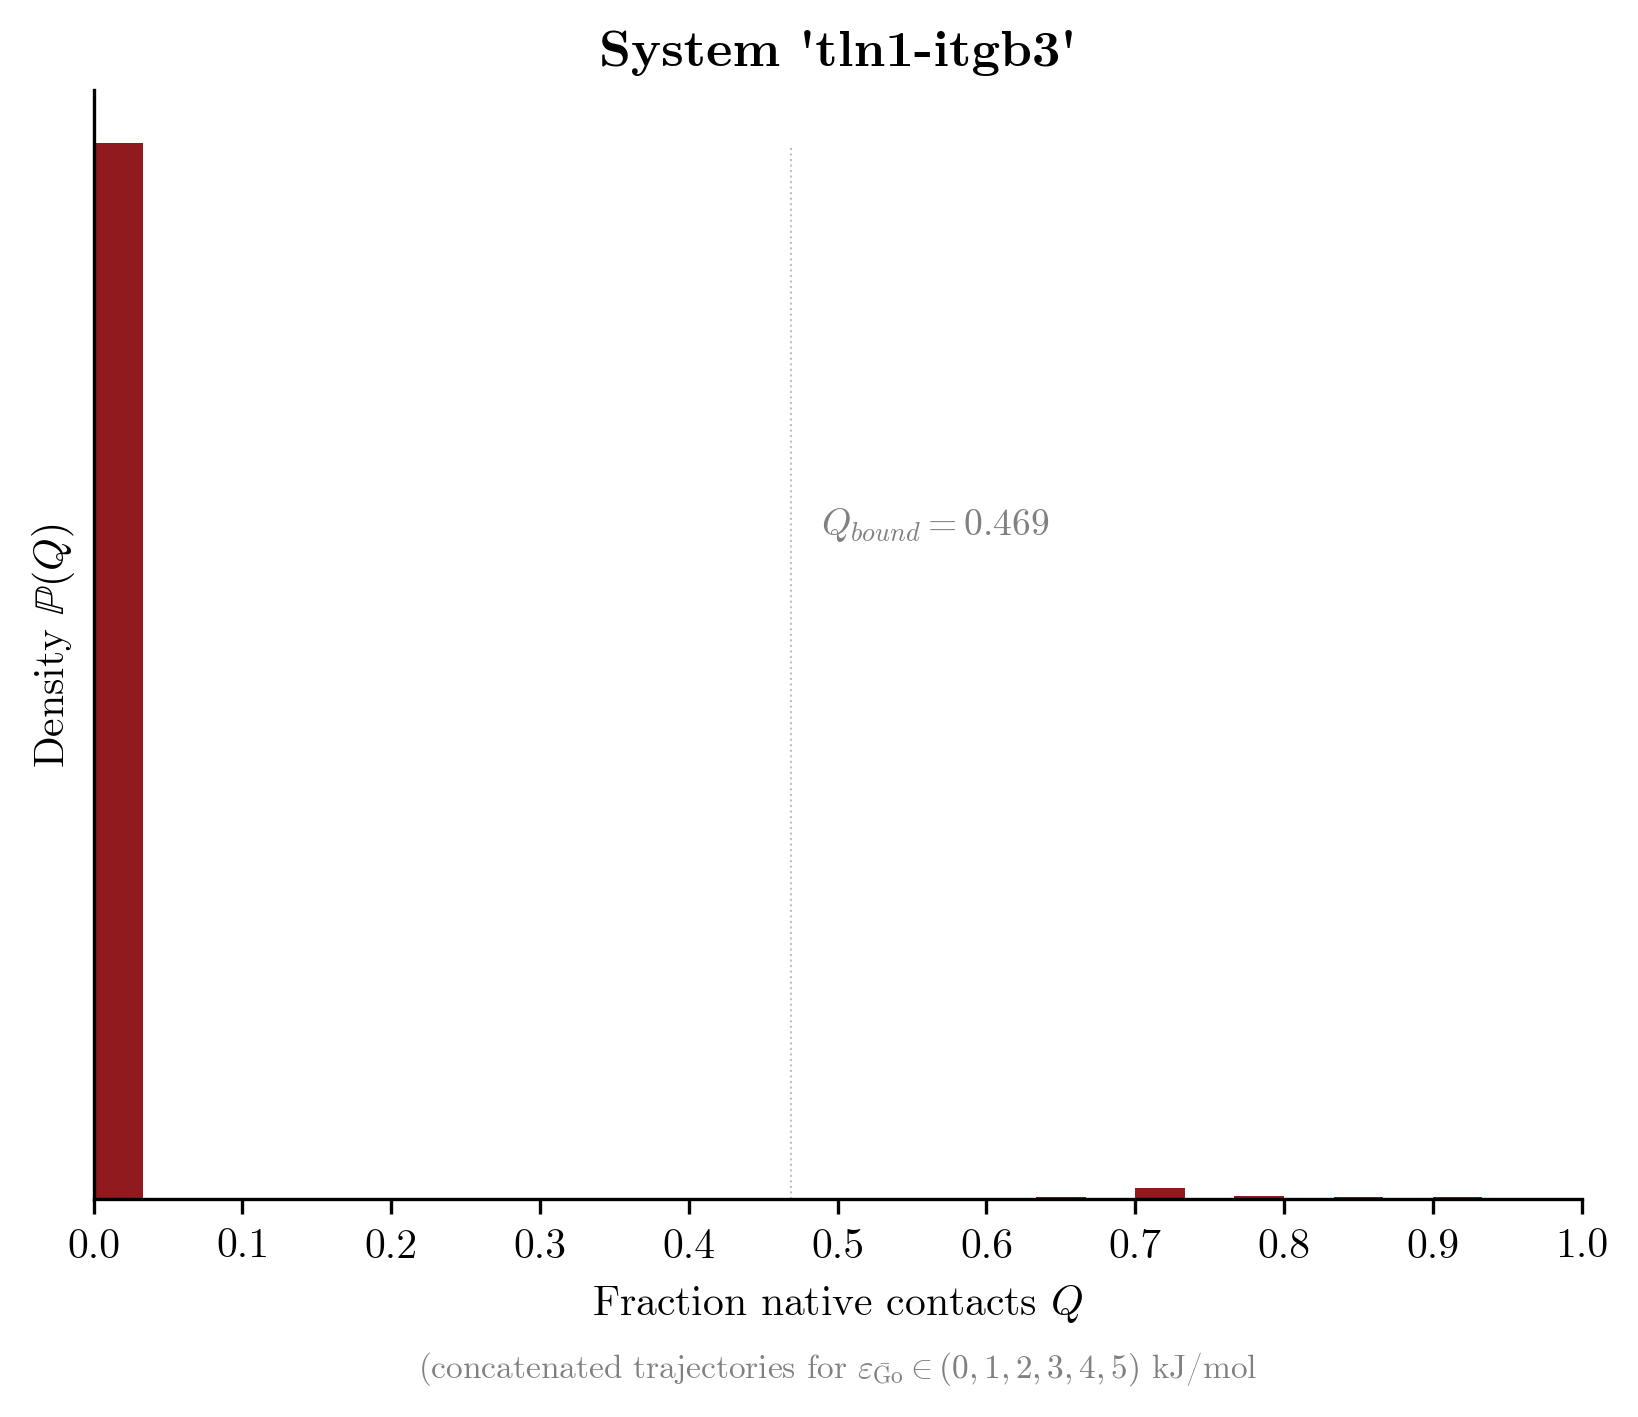 System 'tln1-itgb3'
Density ℙ(Q)
Q_bound = 0.469
0.0 0.1 0.2 0.3 0.4 0.5 0.6 0.7 0.8 0.9 1.0
Fraction native contacts Q
(concatenated trajectories for ε_Ḡo ∈ (0, 1, 2, 3, 4, 5) kJ/mol